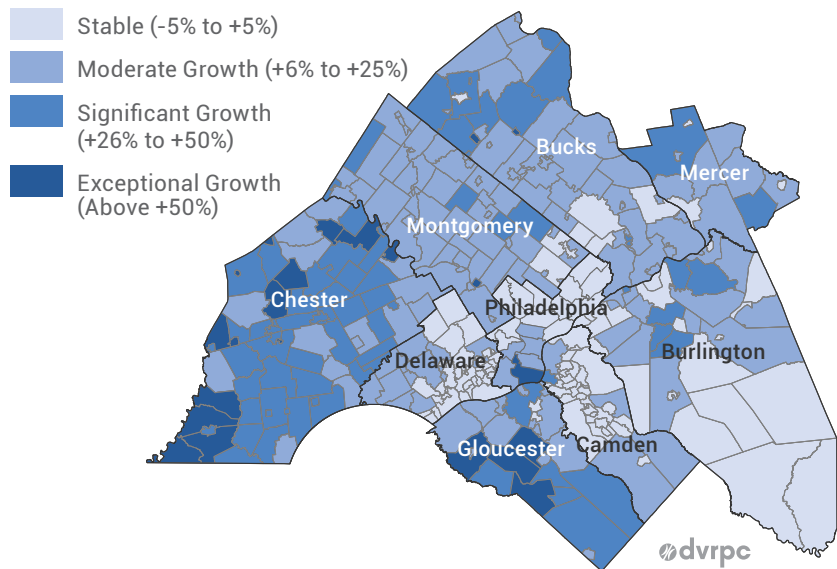 Stable (-5% to +5%)
Moderate Growth (+6% to +25%)
Significant Growth
(+26% to +50%)
Exceptional Growth
(Above +50%)
Bucks
Mercer
Montgomery
Chester
Philadelphia
Delaware
Burlington
Gloucester
Camden
dvrpc